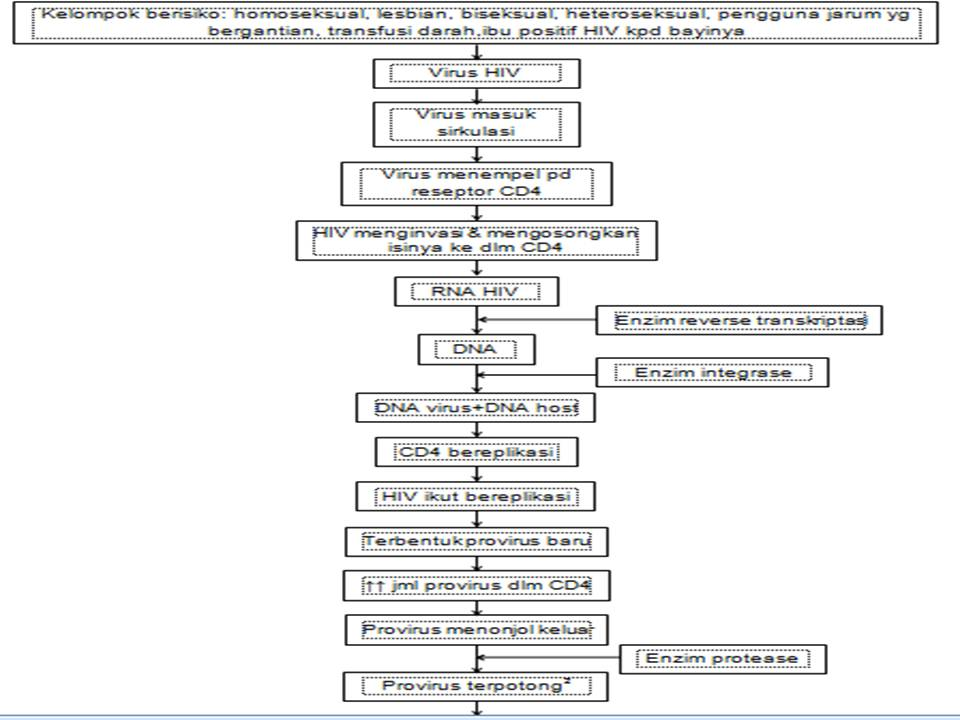 Kelompok berisiko: homoseksual, lesbian, biseksual, heteroseksual, pengguna jarum yg
bergantian, transfusi darah,ibu positif HIV kpd bayinya
Virus HIV
Virus masuk
sirkulasi
Virus menempel pd
reseptor CD4
HIV menginvasi & mengosongkan
isinya ke dlm CD4
RNA HIV
Enzim reverse transkriptasi
DNA
Enzim integrase
DNA virus+DNA host
CD4 bereplikasi
HIV ikut bereplikasi
Terbentuk provirus baru
↑↑ jml provirus dlm CD4
Provirus menonjol keluar
Enzim protease
Provirus terpotong²